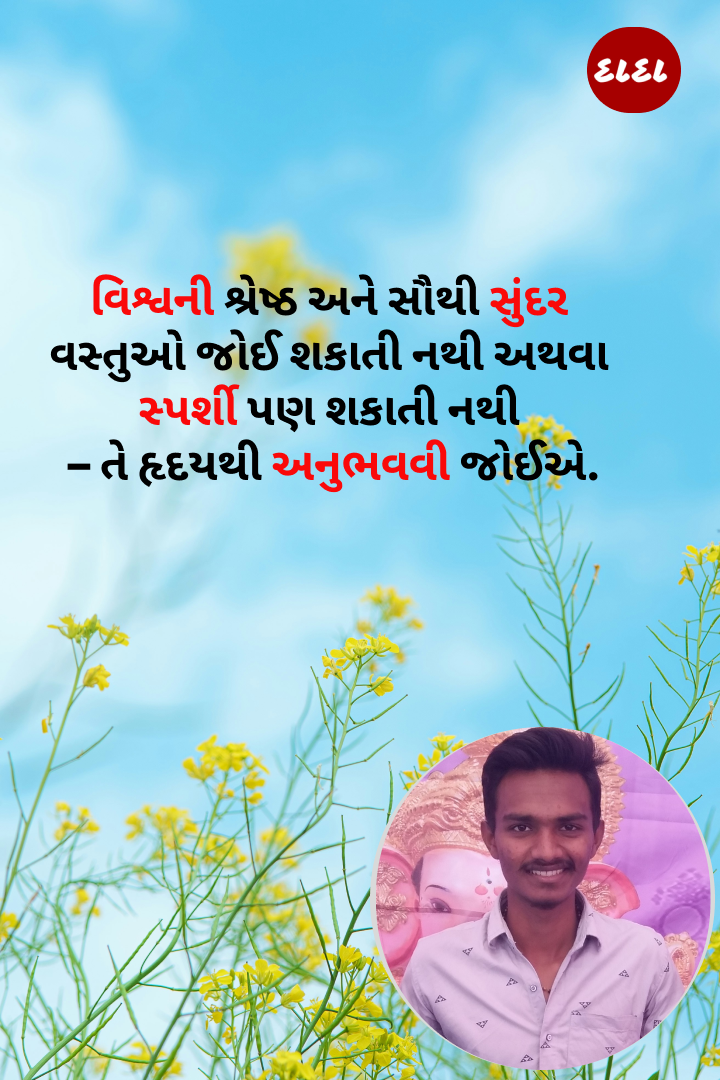 દાદા
વિશ્વની શ્રેષ્ઠ અને સૌથી સુંદર
વસ્તુઓ જોઈ શકાતી નથી અથવા
સ્પર્શી પણ શકાતી નથી
– તે હૃદયથી અનુભવવી જોઈએ.